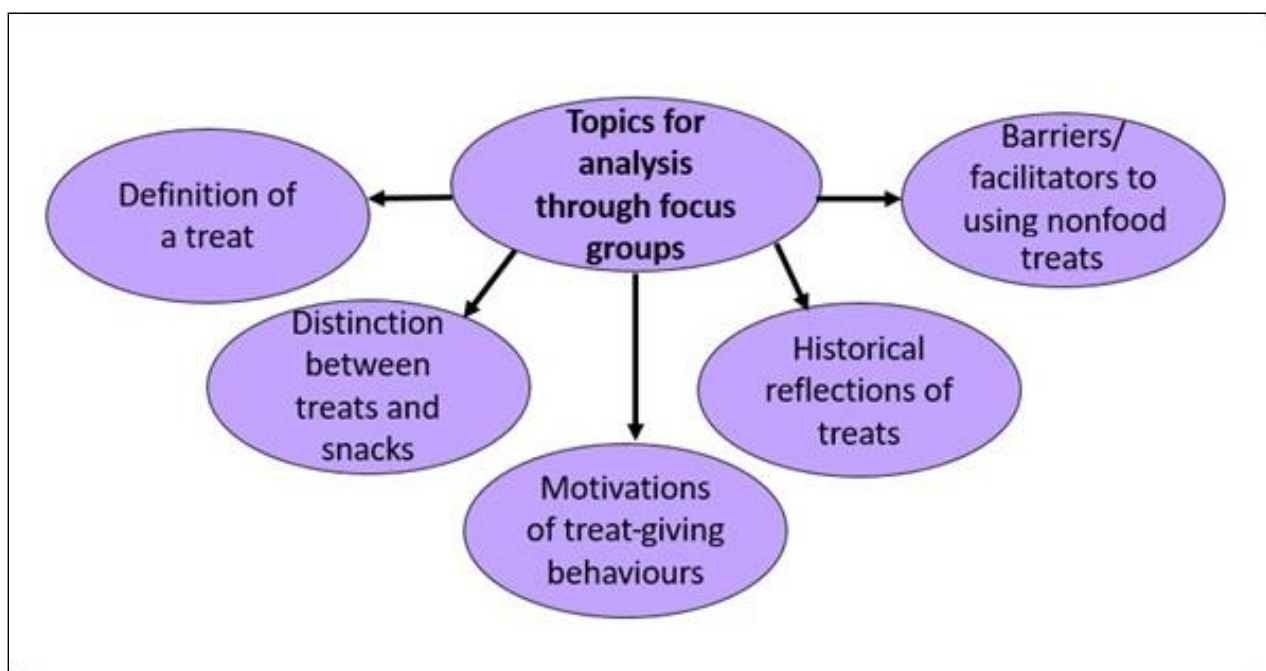 Topics for
analysis
through focus
groups
Definition of
a treat
Distinction
between
treats and
snacks
Motivations
of treat-giving
behaviours
Historical
reflections of
treats
Barriers/
facilitators to
using nonfood
treats